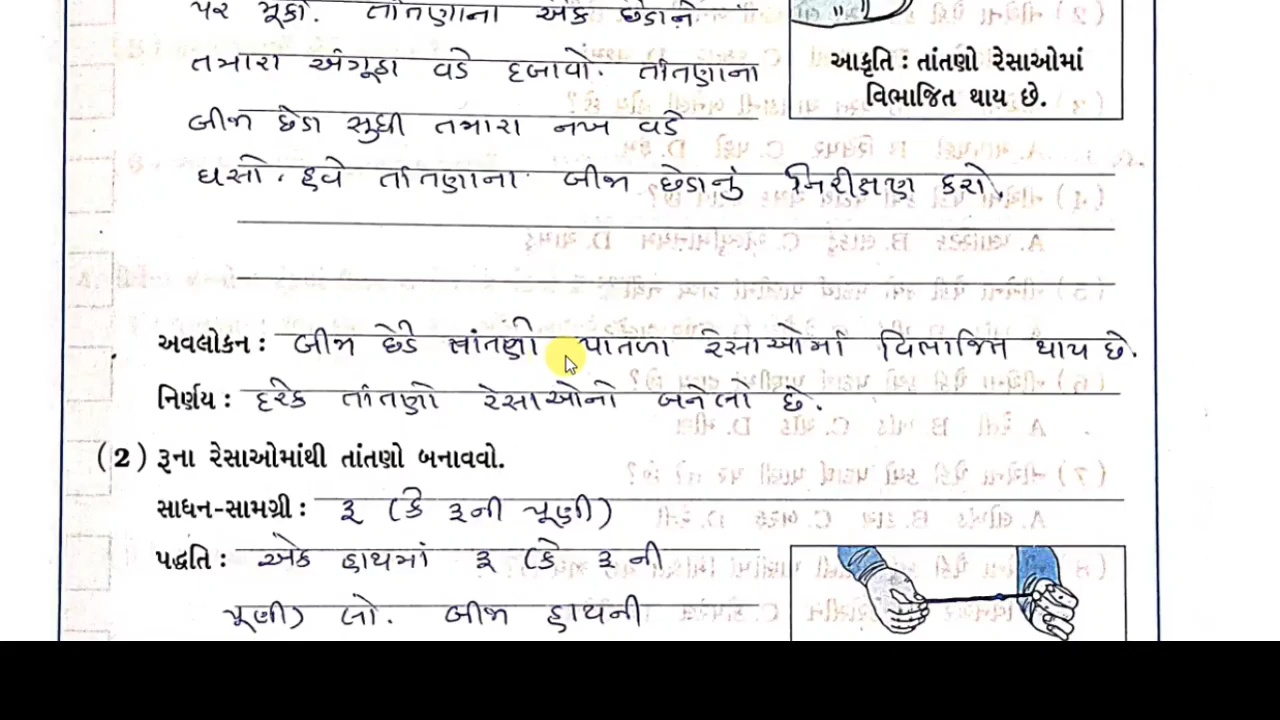 પર મૂકો. તાંતણાના એક છેડાને
તમારા અંગૂઠા વડે દબાવો. તાંતણાના
બીજા છેડા સુધી તમારા નખ વડે
ઘસો. હવે તાંતણાના બીજા છેડાનું નિરીક્ષણ કરો.
આકૃતિ : તાંતણો રેસાઓમાં
વિભાજિત થાય છે.
અવલોકન : બીજા છેડે તાંતણો પાતળા રેસાઓમાં વિભાજિત થાય છે.
નિર્ણય : દરેક તાંતણો રેસાઓનો બનેલો છે.
(2) રૂના રેસાઓમાંથી તાંતણો બનાવવો.
સાધન-સામગ્રી : રૂ (કે રૂની પૂણી)
પદ્ધતિ : એક હાથમાં રૂ (કે રૂ ની
પૂણી) લો. બીજા હાથની